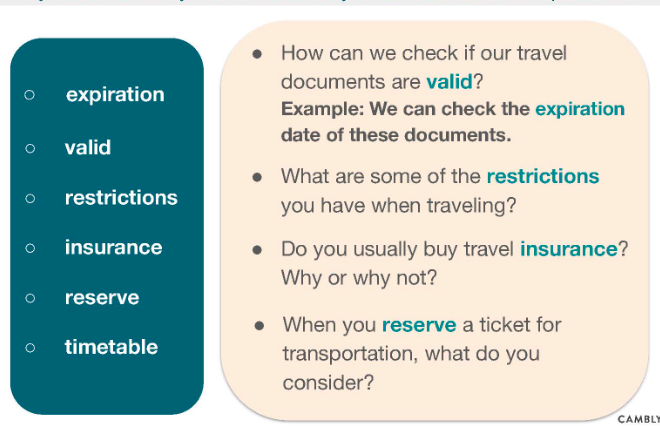 expiration
valid
restrictions
insurance
reserve
timetable
How can we check if our travel
documents are valid?
Example: We can check the expiration
date of these documents.
What are some of the restrictions
you have when traveling?
Do you usually buy travel insurance?
Why or why not?
When you reserve a ticket for
transportation, what do you
consider?
CAMBLY